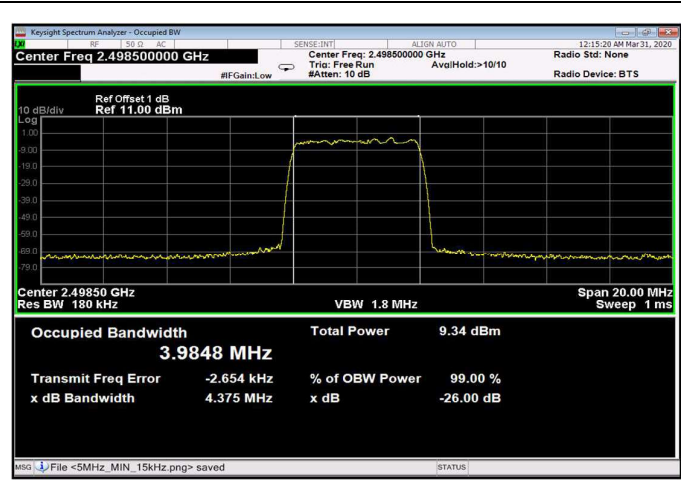 Keysight Spectrum Analyzer - Occupied BW
RF 50 Ω AC SENSE:INT ALIGN AUTO 12:15:20 AM Mar 31, 2020
Center Freq 2.498500000 GHz Center Freq: 2.498500000 GHz Radio Std: None
Trig: Free Run Avg|Hold:>10/10
#IFGain:Low #Atten: 10 dB Radio Device: BTS
Ref Offset 1 dB
10 dB/div Ref 11.00 dBm
Log
1.00
-9.00
-19.0
-29.0
-39.0
-49.0
-59.0
-69.0
-79.0
Center 2.49850 GHz Span 20.00 MHz
Res BW 180 kHz VBW 1.8 MHz Sweep 1 ms
Occupied Bandwidth Total Power 9.34 dBm
3.9848 MHz
Transmit Freq Error -2.654 kHz % of OBW Power 99.00 %
x dB Bandwidth 4.375 MHz x dB -26.00 dB
MSG File <5MHz_MIN_15kHz.png> saved STATUS